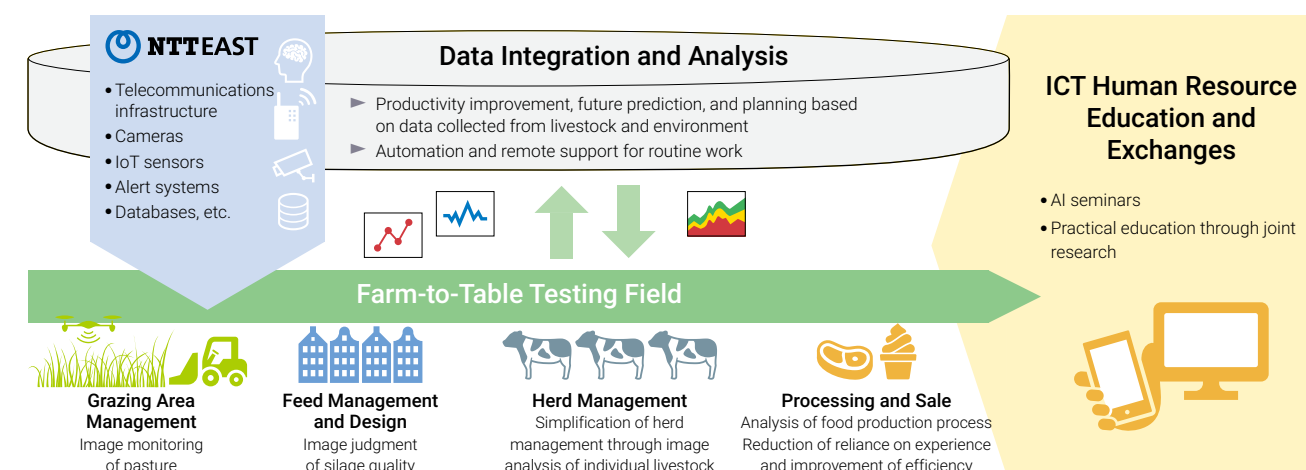 NTT EAST
• Telecommunications
infrastructure
• Cameras
• IoT sensors
• Alert systems
• Databases, etc.
Data Integration and Analysis
► Productivity improvement, future prediction, and planning based
on data collected from livestock and environment
► Automation and remote support for routine work
ICT Human Resource
Education and
Exchanges
• AI seminars
• Practical education through joint
research
Farm-to-Table Testing Field
Grazing Area
Management
Image monitoring
of pasture
Feed Management
and Design
Image judgment
of silage quality
Herd Management
Simplification of herd
management through image
analysis of individual livestock
Processing and Sale
Analysis of food production process
Reduction of reliance on experience
and improvement of efficiency